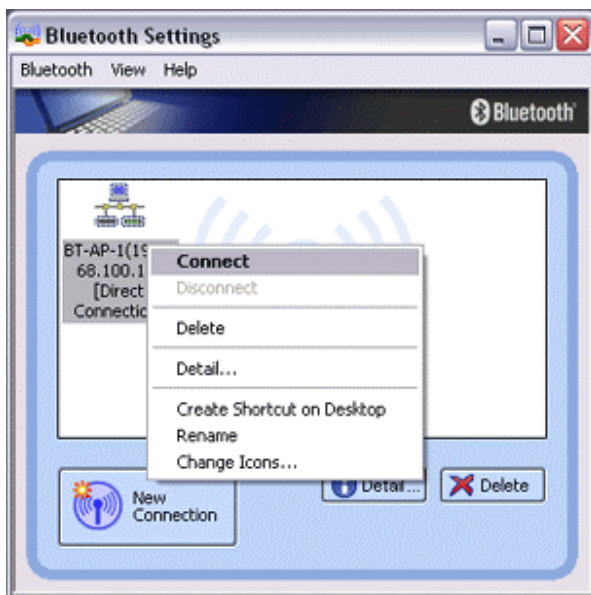 Bluetooth Settings
Bluetooth View Help
Bluetooth
BT-AP-1(19
68.100.1
[Direct
Connectio
Connect
Disconnect
Delete
Detail...
Create Shortcut on Desktop
Rename
Change Icons...
New
Connection
Detail...
Delete